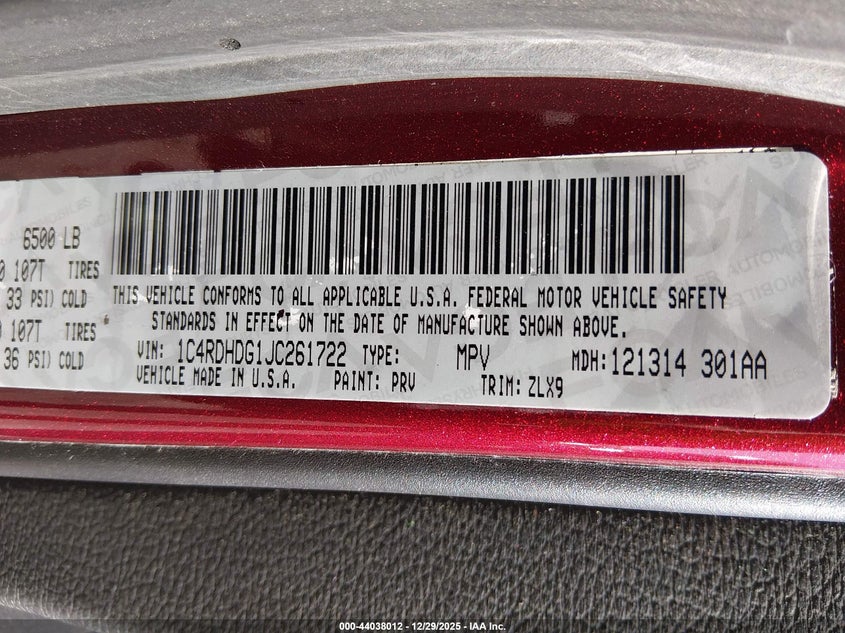 6500 LB
0 107T TIRES
33 PSI) COLD
0 107T TIRES
36 PSI) COLD
THIS VEHICLE CONFORMS TO ALL APPLICABLE U.S.A. FEDERAL MOTOR VEHICLE SAFETY
STANDARDS IN EFFECT ON THE DATE OF MANUFACTURE SHOWN ABOVE.
VIN: 1C4RDHDG1JC261722 TYPE: MPV MDH: 121314 301AA
VEHICLE MADE IN U.S.A. PAINT: PRV TRIM: ZLX9
000-44038012 - 12/29/2025 - IAA Inc.